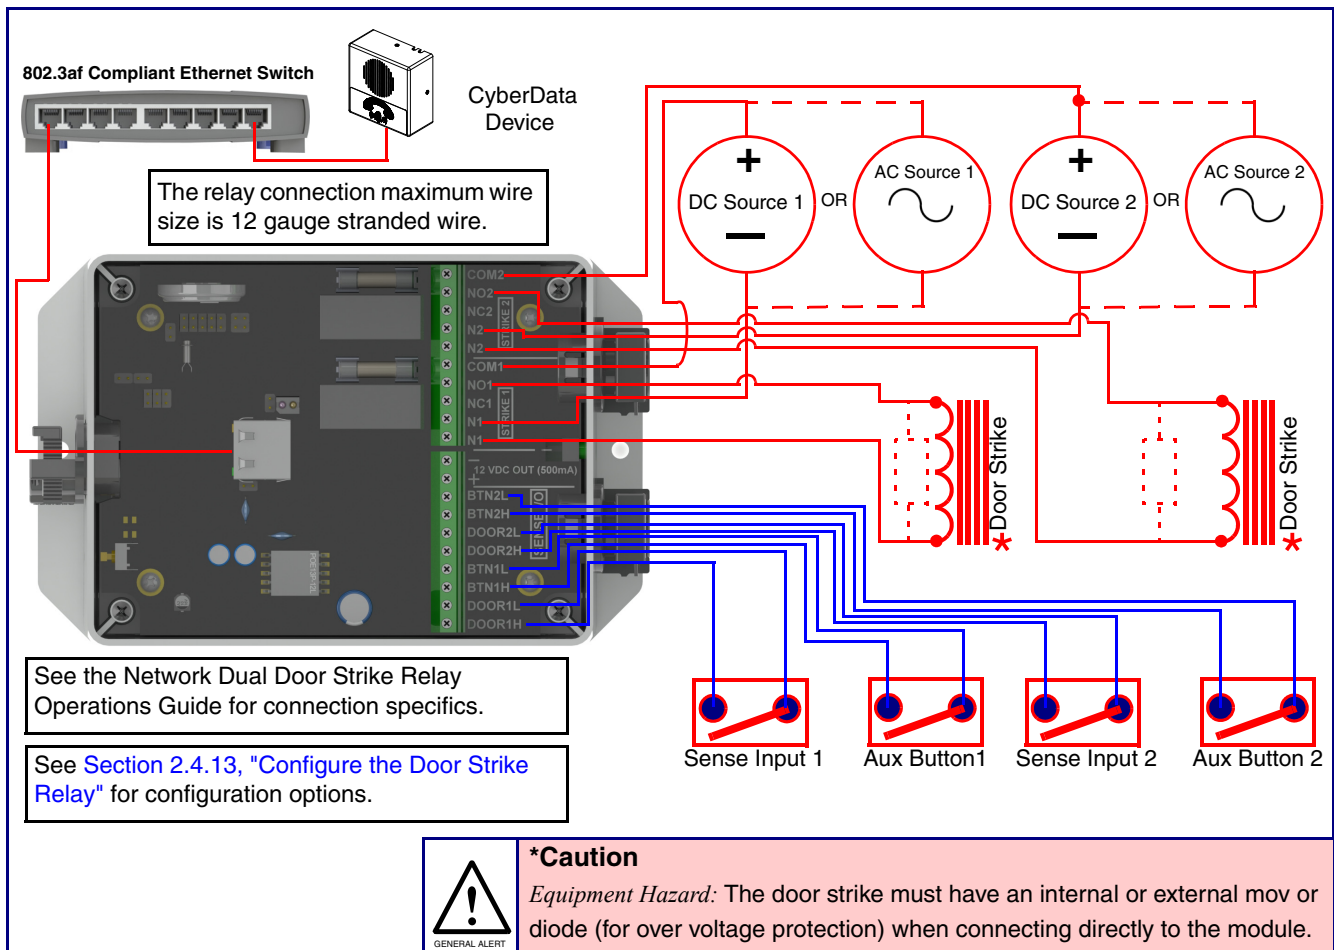 802.3af Compliant Ethernet Switch
CyberData
Device
The relay connection maximum wire
size is 12 gauge stranded wire.
+
DC Source 1
—
OR
AC Source 1
+
DC Source 2
—
OR
AC Source 2
COM2
NO2
NC2
N2
N2
STRIKE 2
COM1
NO1
NC1
N1
N1
STRIKE 1
−
+
12 VDC OUT (500mA)
BTN2L
BTN2H
DOOR2L
DOOR2H
BTN1L
BTN1H
DOOR1L
DOOR1H
POE13P-12L
*Door Strike
*Door Strike
Sense Input 1
Aux Button1
Sense Input 2
Aux Button 2
See the Network Dual Door Strike Relay
Operations Guide for connection specifics.
See Section 2.4.13, "Configure the Door Strike
Relay" for configuration options.
GENERAL ALERT
*Caution
Equipment Hazard: The door strike must have an internal or external mov or
diode (for over voltage protection) when connecting directly to the module.